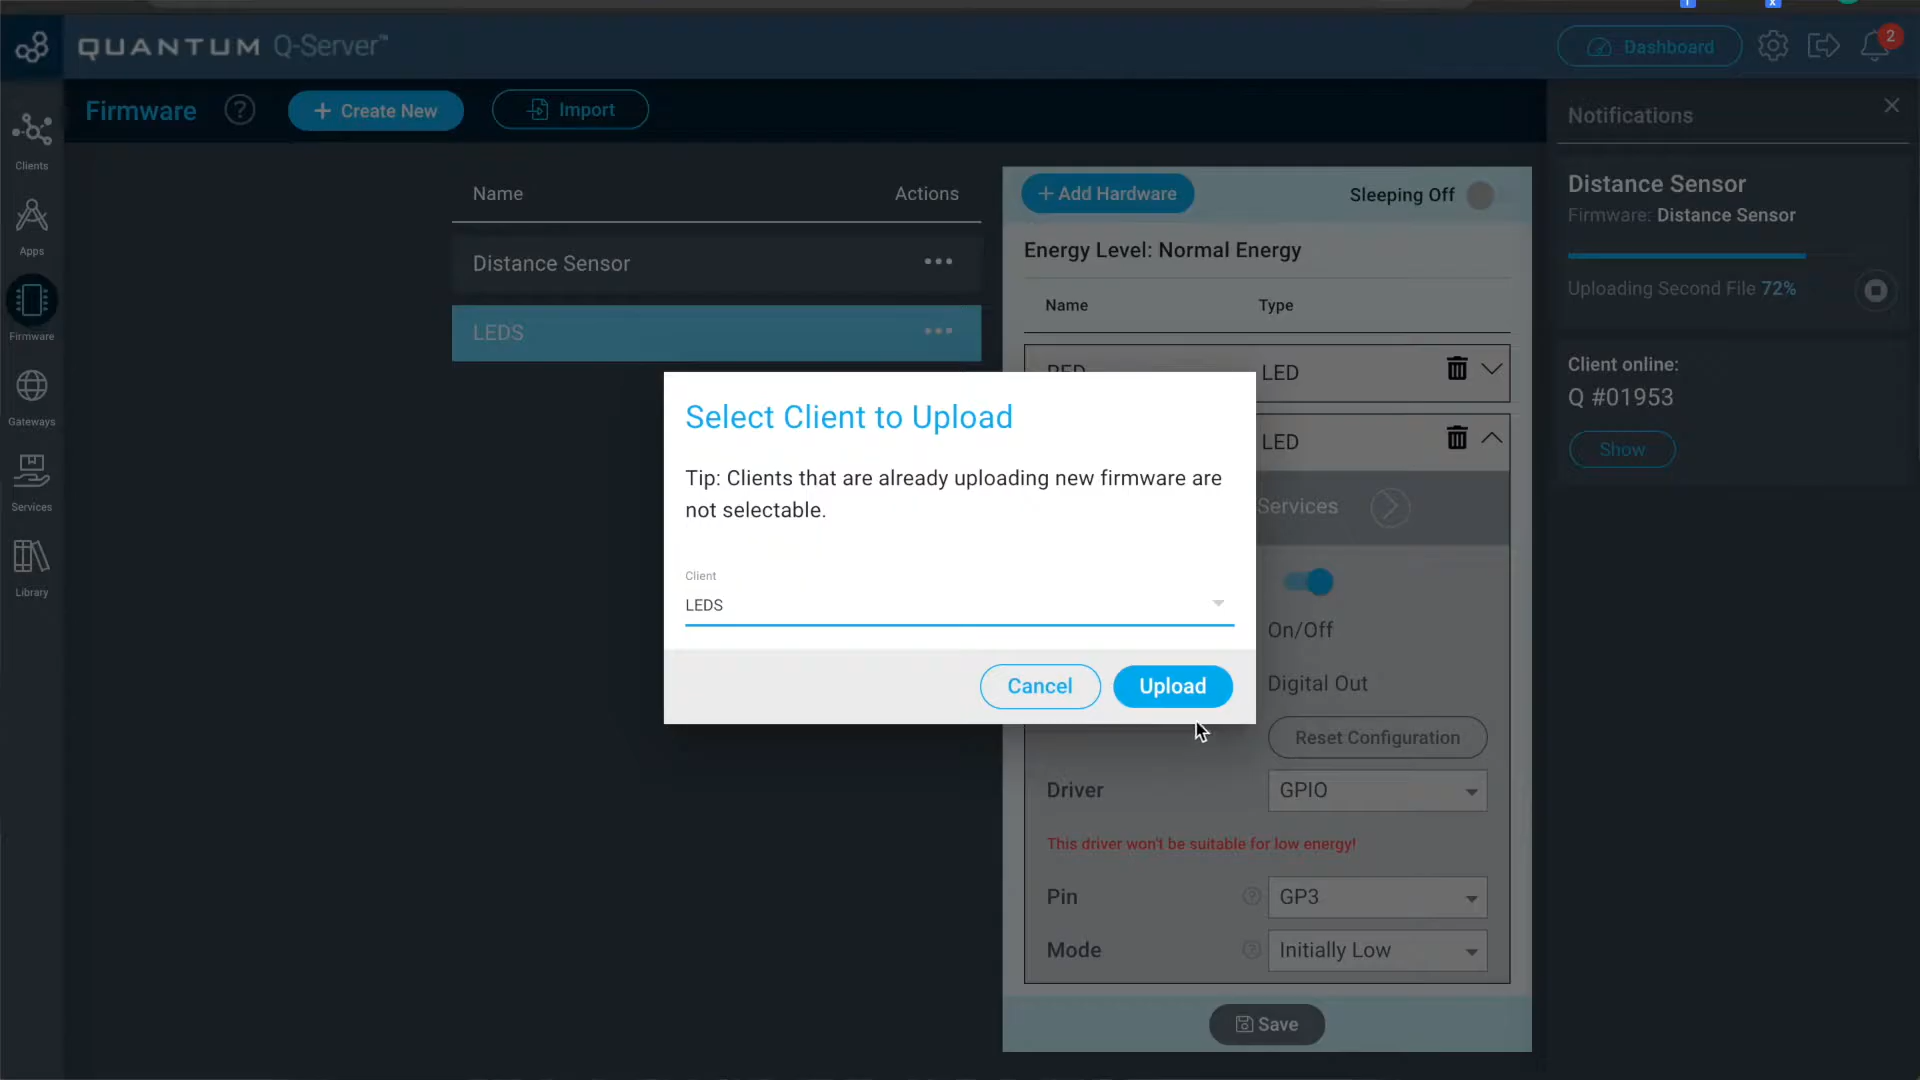 QUANTUM Q-Server™
Dashboard
2
Firmware
?
+ Create New
Import
Notifications
Clients
Apps
Firmware
Gateways
Services
Library
Name Actions
Distance Sensor
LEDS
+ Add Hardware
Sleeping Off
Energy Level: Normal Energy
Name Type
RED LED
LED
Services
On/Off
Digital Out
Reset Configuration
Driver GPIO
This driver won't be suitable for low energy!
Pin ? GP3
Mode ? Initially Low
Save
Select Client to Upload
Tip: Clients that are already uploading new firmware are
not selectable.
Client
LEDS
Cancel
Upload
Distance Sensor
Firmware: Distance Sensor
Uploading Second File 72%
Client online:
Q #01953
Show